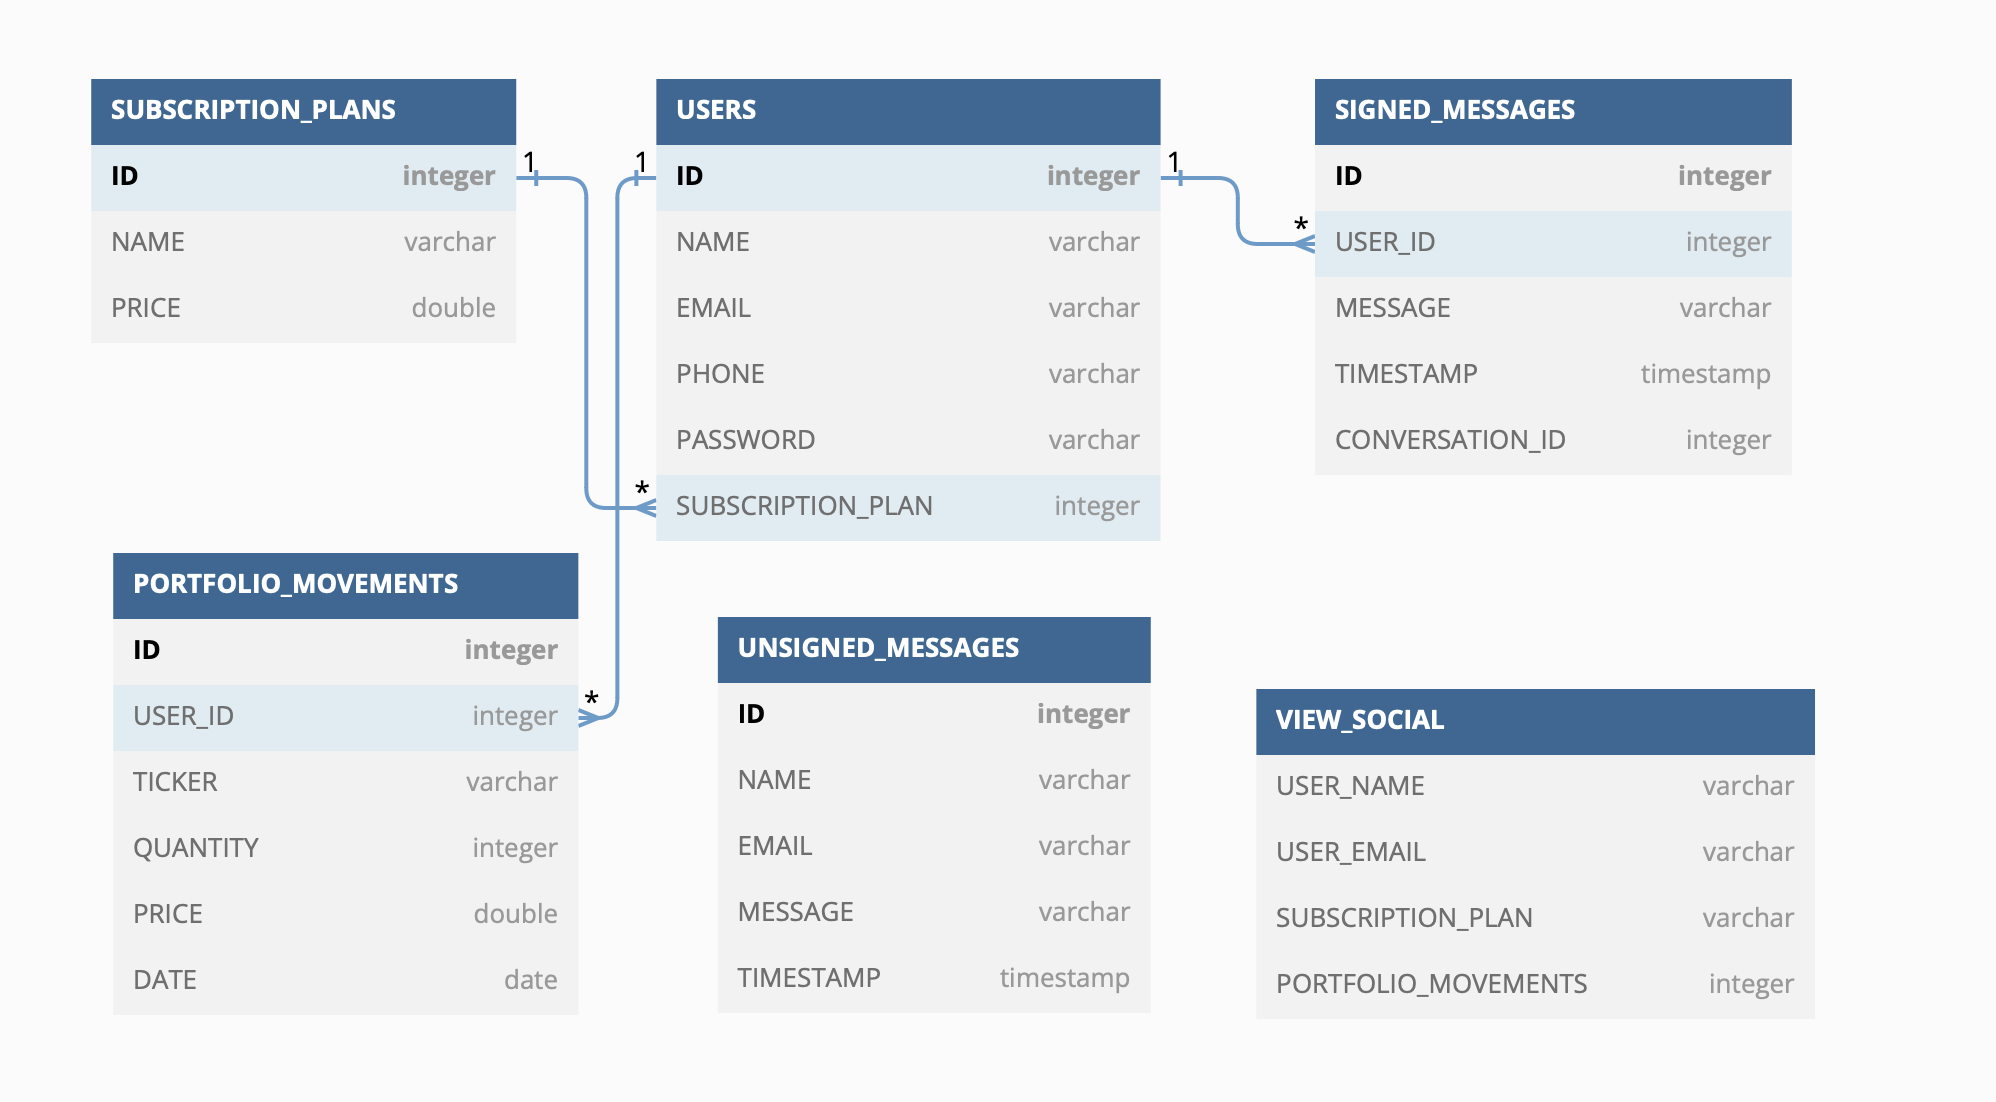 SUBSCRIPTION_PLANS
ID integer
NAME varchar
PRICE double
1
1
*
USERS
ID integer
NAME varchar
EMAIL varchar
PHONE varchar
PASSWORD varchar
SUBSCRIPTION_PLAN integer
1
*
SIGNED_MESSAGES
ID integer
USER_ID integer
MESSAGE varchar
TIMESTAMP timestamp
CONVERSATION_ID integer
PORTFOLIO_MOVEMENTS
ID integer
USER_ID integer
TICKER varchar
QUANTITY integer
PRICE double
DATE date
*
UNSIGNED_MESSAGES
ID integer
NAME varchar
EMAIL varchar
MESSAGE varchar
TIMESTAMP timestamp
VIEW_SOCIAL
USER_NAME varchar
USER_EMAIL varchar
SUBSCRIPTION_PLAN varchar
PORTFOLIO_MOVEMENTS integer